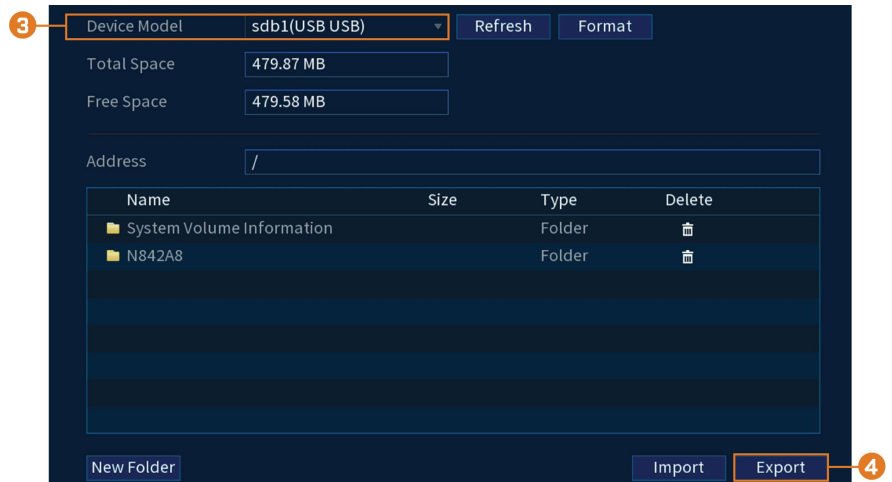 3
Device Model sdb1(USB USB) Refresh Format
Total Space 479.87 MB
Free Space 479.58 MB
Address /
Name Size Type Delete
System Volume Information Folder
N842A8 Folder
New Folder Import Export
4